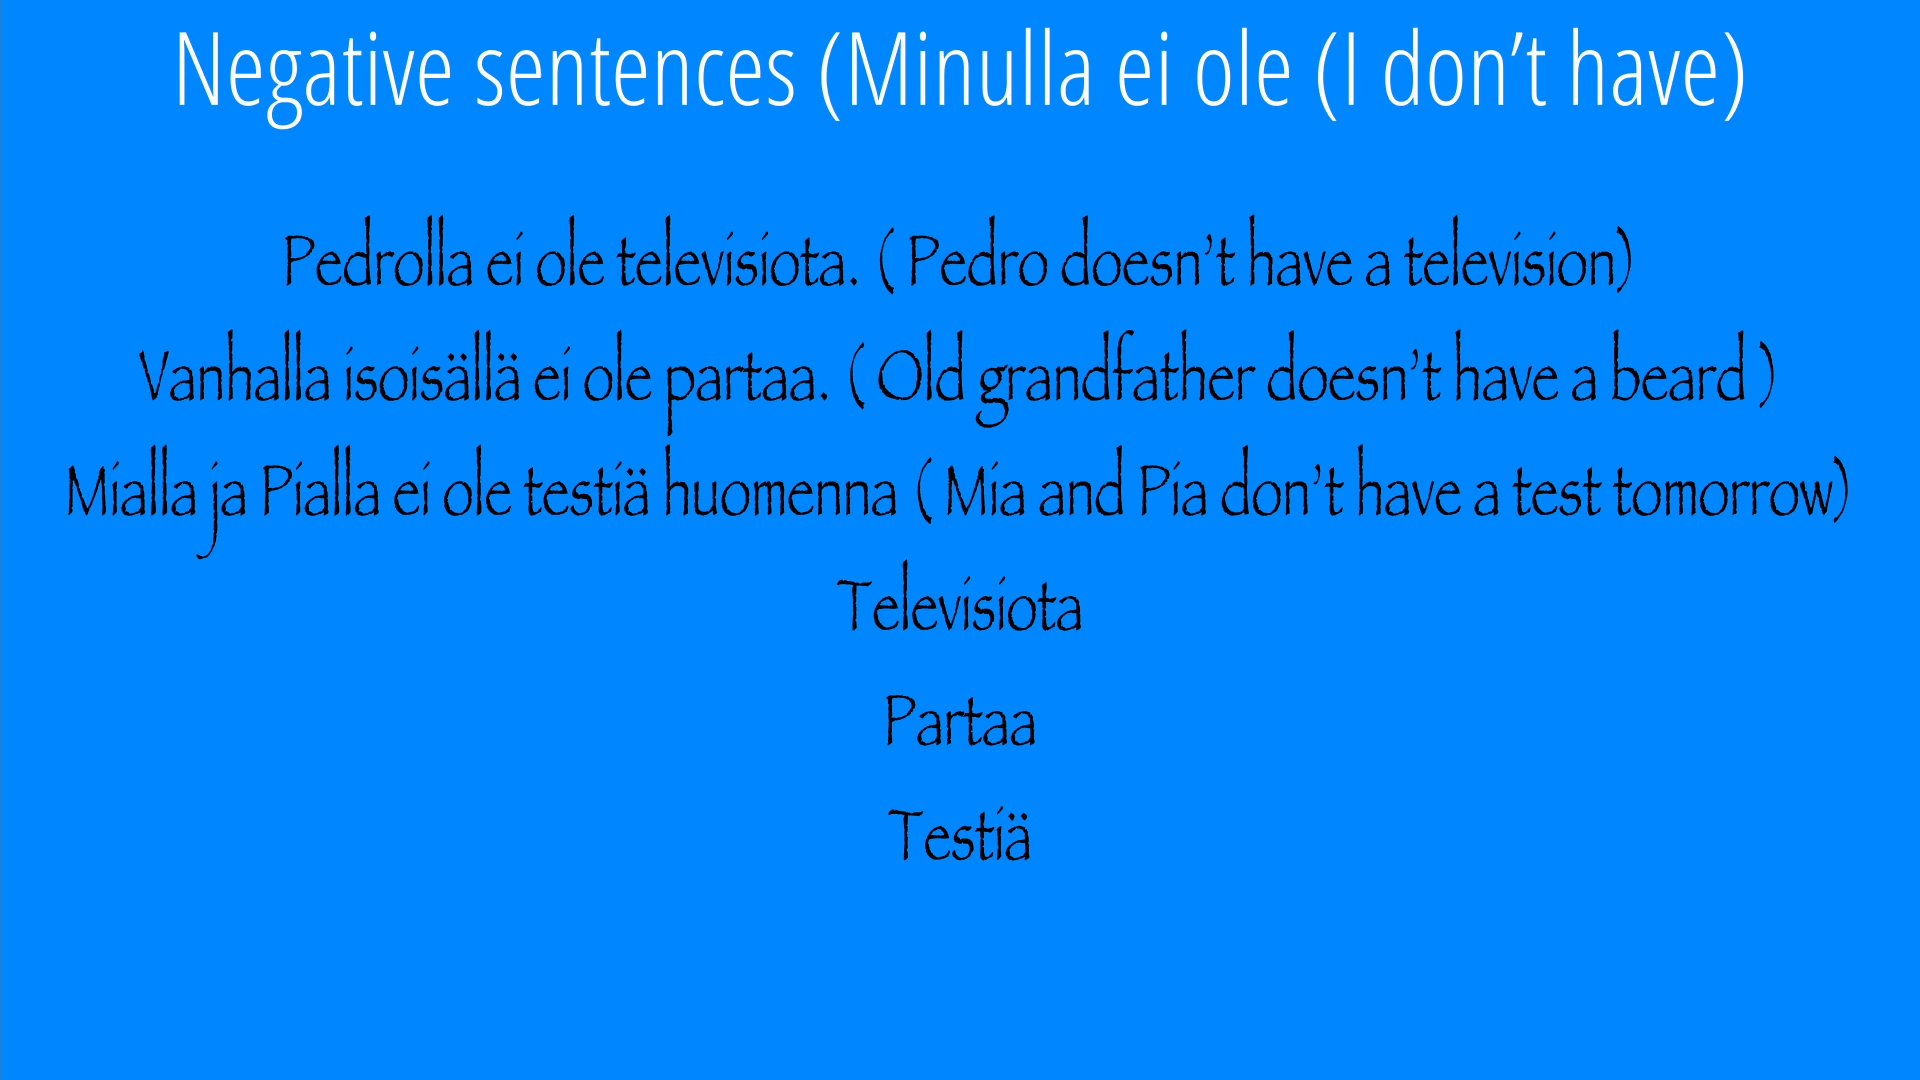 Negative sentences (Minulla ei ole (I don’t have)
Pedrolla ei ole televisiota. ( Pedro doesn’t have a television)
Vanhalla isoisällä ei ole partaa. ( Old grandfather doesn’t have a beard )
Mialla ja Pialla ei ole testiä huomenna ( Mia and Pia don’t have a test tomorrow)
Televisiota
Partaa
Testiä